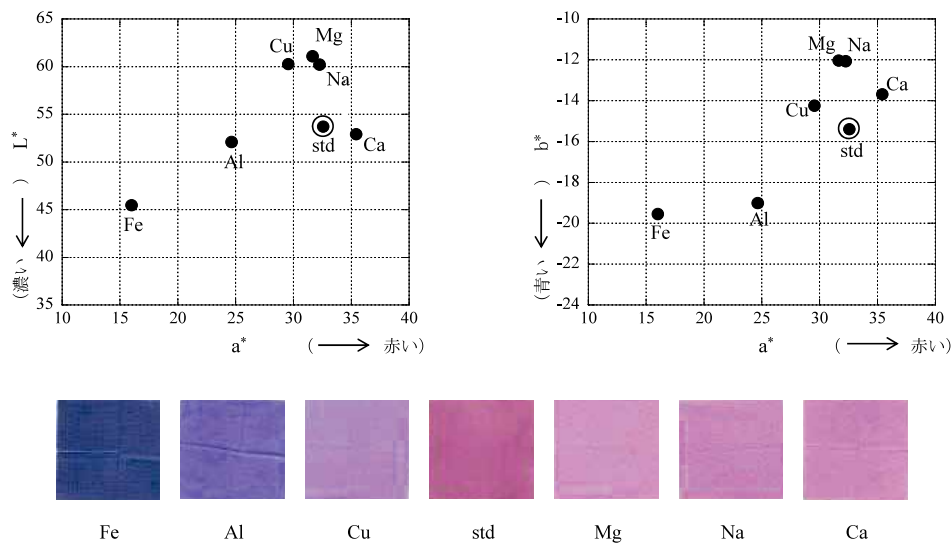 65
60
55
50
45
40
35
L*
(濃い ← )
Cu
Mg
Na
std
Ca
Al
Fe
10 15 20 25 30 35 40
a* ( → 赤い)
-10
-12
-14
-16
-18
-20
-22
-24
b*
(青い ← )
Mg Na
Ca
Cu
std
Al
Fe
10 15 20 25 30 35 40
a* ( → 赤い)
Fe Al Cu std Mg Na Ca